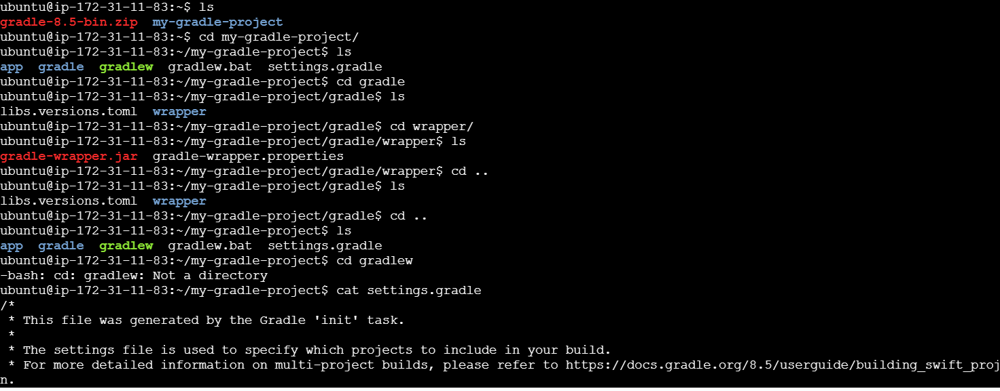 ubuntu@ip-172-31-11-83:~$ ls
gradle-8.5-bin.zip  my-gradle-project
ubuntu@ip-172-31-11-83:~$ cd my-gradle-project/
ubuntu@ip-172-31-11-83:~/my-gradle-project$ ls
app  gradle  gradlew  gradlew.bat  settings.gradle
ubuntu@ip-172-31-11-83:~/my-gradle-project$ cd gradle
ubuntu@ip-172-31-11-83:~/my-gradle-project/gradle$ ls
libs.versions.toml  wrapper
ubuntu@ip-172-31-11-83:~/my-gradle-project/gradle$ cd wrapper/
ubuntu@ip-172-31-11-83:~/my-gradle-project/gradle/wrapper$ ls
gradle-wrapper.jar  gradle-wrapper.properties
ubuntu@ip-172-31-11-83:~/my-gradle-project/gradle/wrapper$ cd ..
ubuntu@ip-172-31-11-83:~/my-gradle-project/gradle$ ls
libs.versions.toml  wrapper
ubuntu@ip-172-31-11-83:~/my-gradle-project/gradle$ cd ..
ubuntu@ip-172-31-11-83:~/my-gradle-project$ ls
app  gradle  gradlew  gradlew.bat  settings.gradle
ubuntu@ip-172-31-11-83:~/my-gradle-project$ cd gradlew
-bash: cd: gradlew: Not a directory
ubuntu@ip-172-31-11-83:~/my-gradle-project$ cat settings.gradle
/*
 * This file was generated by the Gradle 'init' task.
 *
 * The settings file is used to specify which projects to include in your build.
 * For more detailed information on multi-project builds, please refer to https://docs.gradle.org/8.5/userguide/building_swift_proj
n.